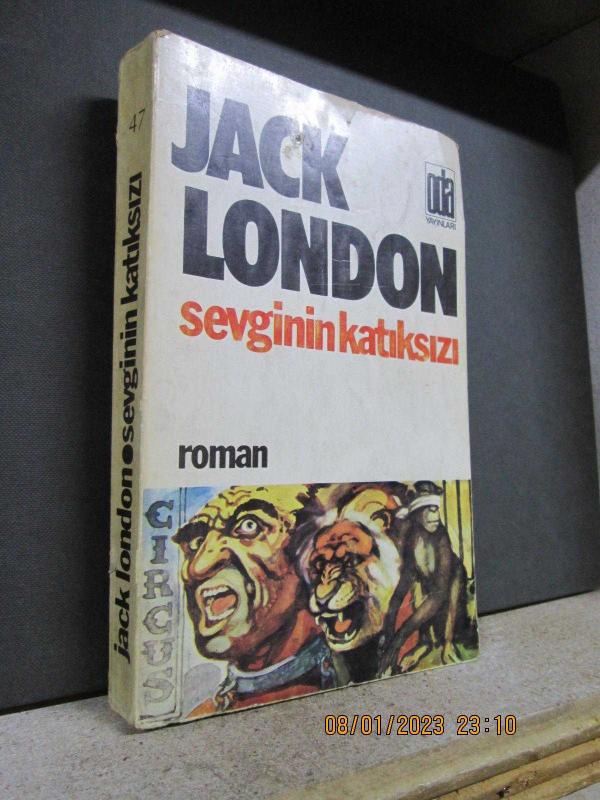 47
jack london ● sevginin katıksızı
JACK
LONDON
oda
YAYINLARI
sevginin katıksızı
roman
CIRCUS
08/01/2023 23:10